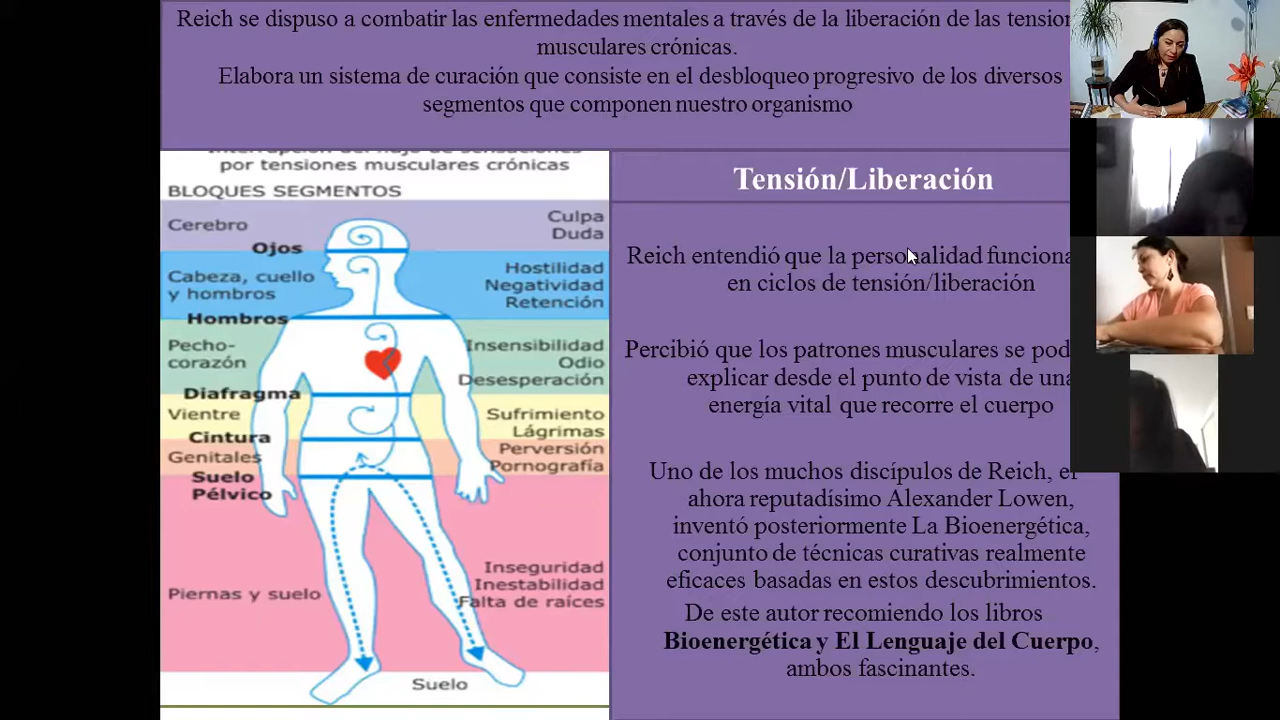 Reich se dispuso a combatir las enfermedades mentales a través de la liberación de las tension
musculares crónicas.
Elabora un sistema de curación que consiste en el desbloqueo progresivo de los diversos
segmentos que componen nuestro organismo
por tensiones musculares crónicas
BLOQUES SEGMENTOS
Cerebro
Culpa
Duda
Ojos
Cabeza, cuello
y hombros
Hostilidad
Negatividad
Retención
Hombros
Pecho-
corazón
Insensibilidad
Odio
Desesperación
Diafragma
Vientre
Sufrimiento
Lágrimas
Cintura
Genitales
Perversión
Pornografía
Suelo
Pélvico
Piernas y suelo
Inseguridad
Inestabilidad
Falta de raíces
Suelo
Tensión/Liberación
Reich entendió que la personalidad funciona
en ciclos de tensión/liberación
Percibió que los patrones musculares se pod
explicar desde el punto de vista de una
energía vital que recorre el cuerpo
Uno de los muchos discípulos de Reich, el
ahora reputadísimo Alexander Lowen,
inventó posteriormente La Bioenergética,
conjunto de técnicas curativas realmente
eficaces basadas en estos descubrimientos.
De este autor recomiendo los libros
Bioenergética y El Lenguaje del Cuerpo,
ambos fascinantes.